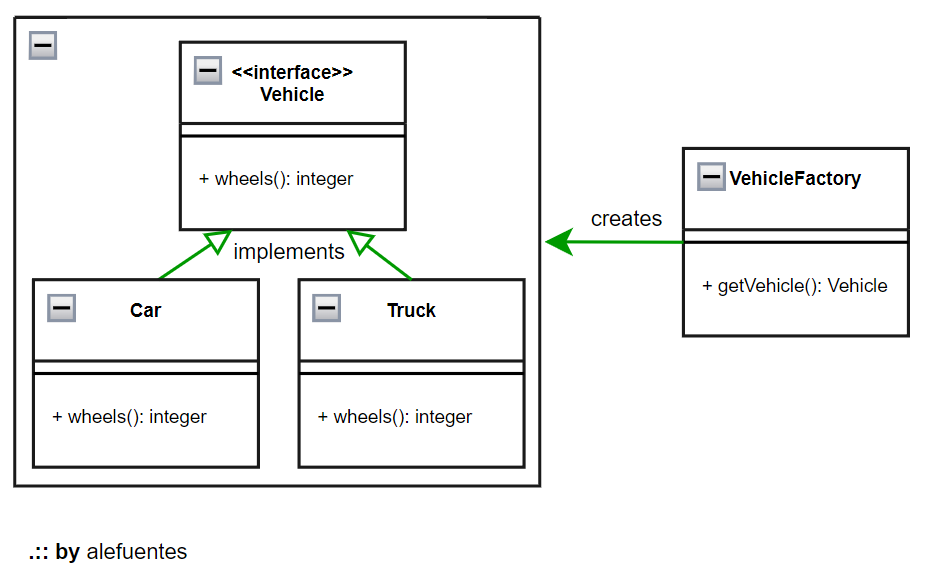 <<interface>>
Vehicle
+ wheels(): integer
implements
Car
+ wheels(): integer
Truck
+ wheels(): integer
creates
VehicleFactory
+ getVehicle(): Vehicle
.:: by alefuentes